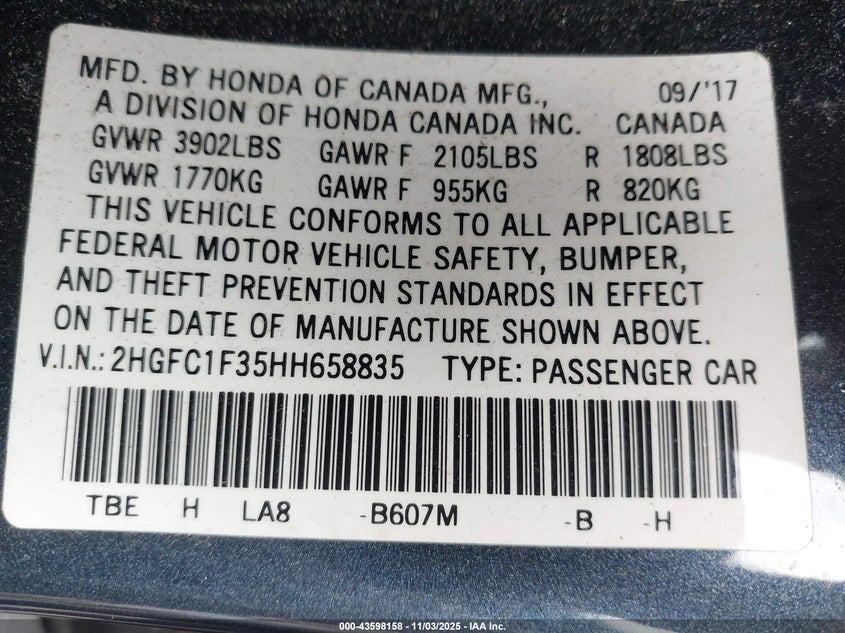 MFD. BY HONDA OF CANADA MFG., 09/'17
A DIVISION OF HONDA CANADA INC. CANADA
GVWR 3902LBS GAWR F 2105LBS R 1808LBS
GVWR 1770KG GAWR F 955KG R 820KG
THIS VEHICLE CONFORMS TO ALL APPLICABLE
FEDERAL MOTOR VEHICLE SAFETY, BUMPER,
AND THEFT PREVENTION STANDARDS IN EFFECT
ON THE DATE OF MANUFACTURE SHOWN ABOVE.
V.I.N.: 2HGFC1F35HH658835 TYPE: PASSENGER CAR
TBE H LA8 -B607M -B -H
000-43598158 - 11/03/2025 - IAA Inc.